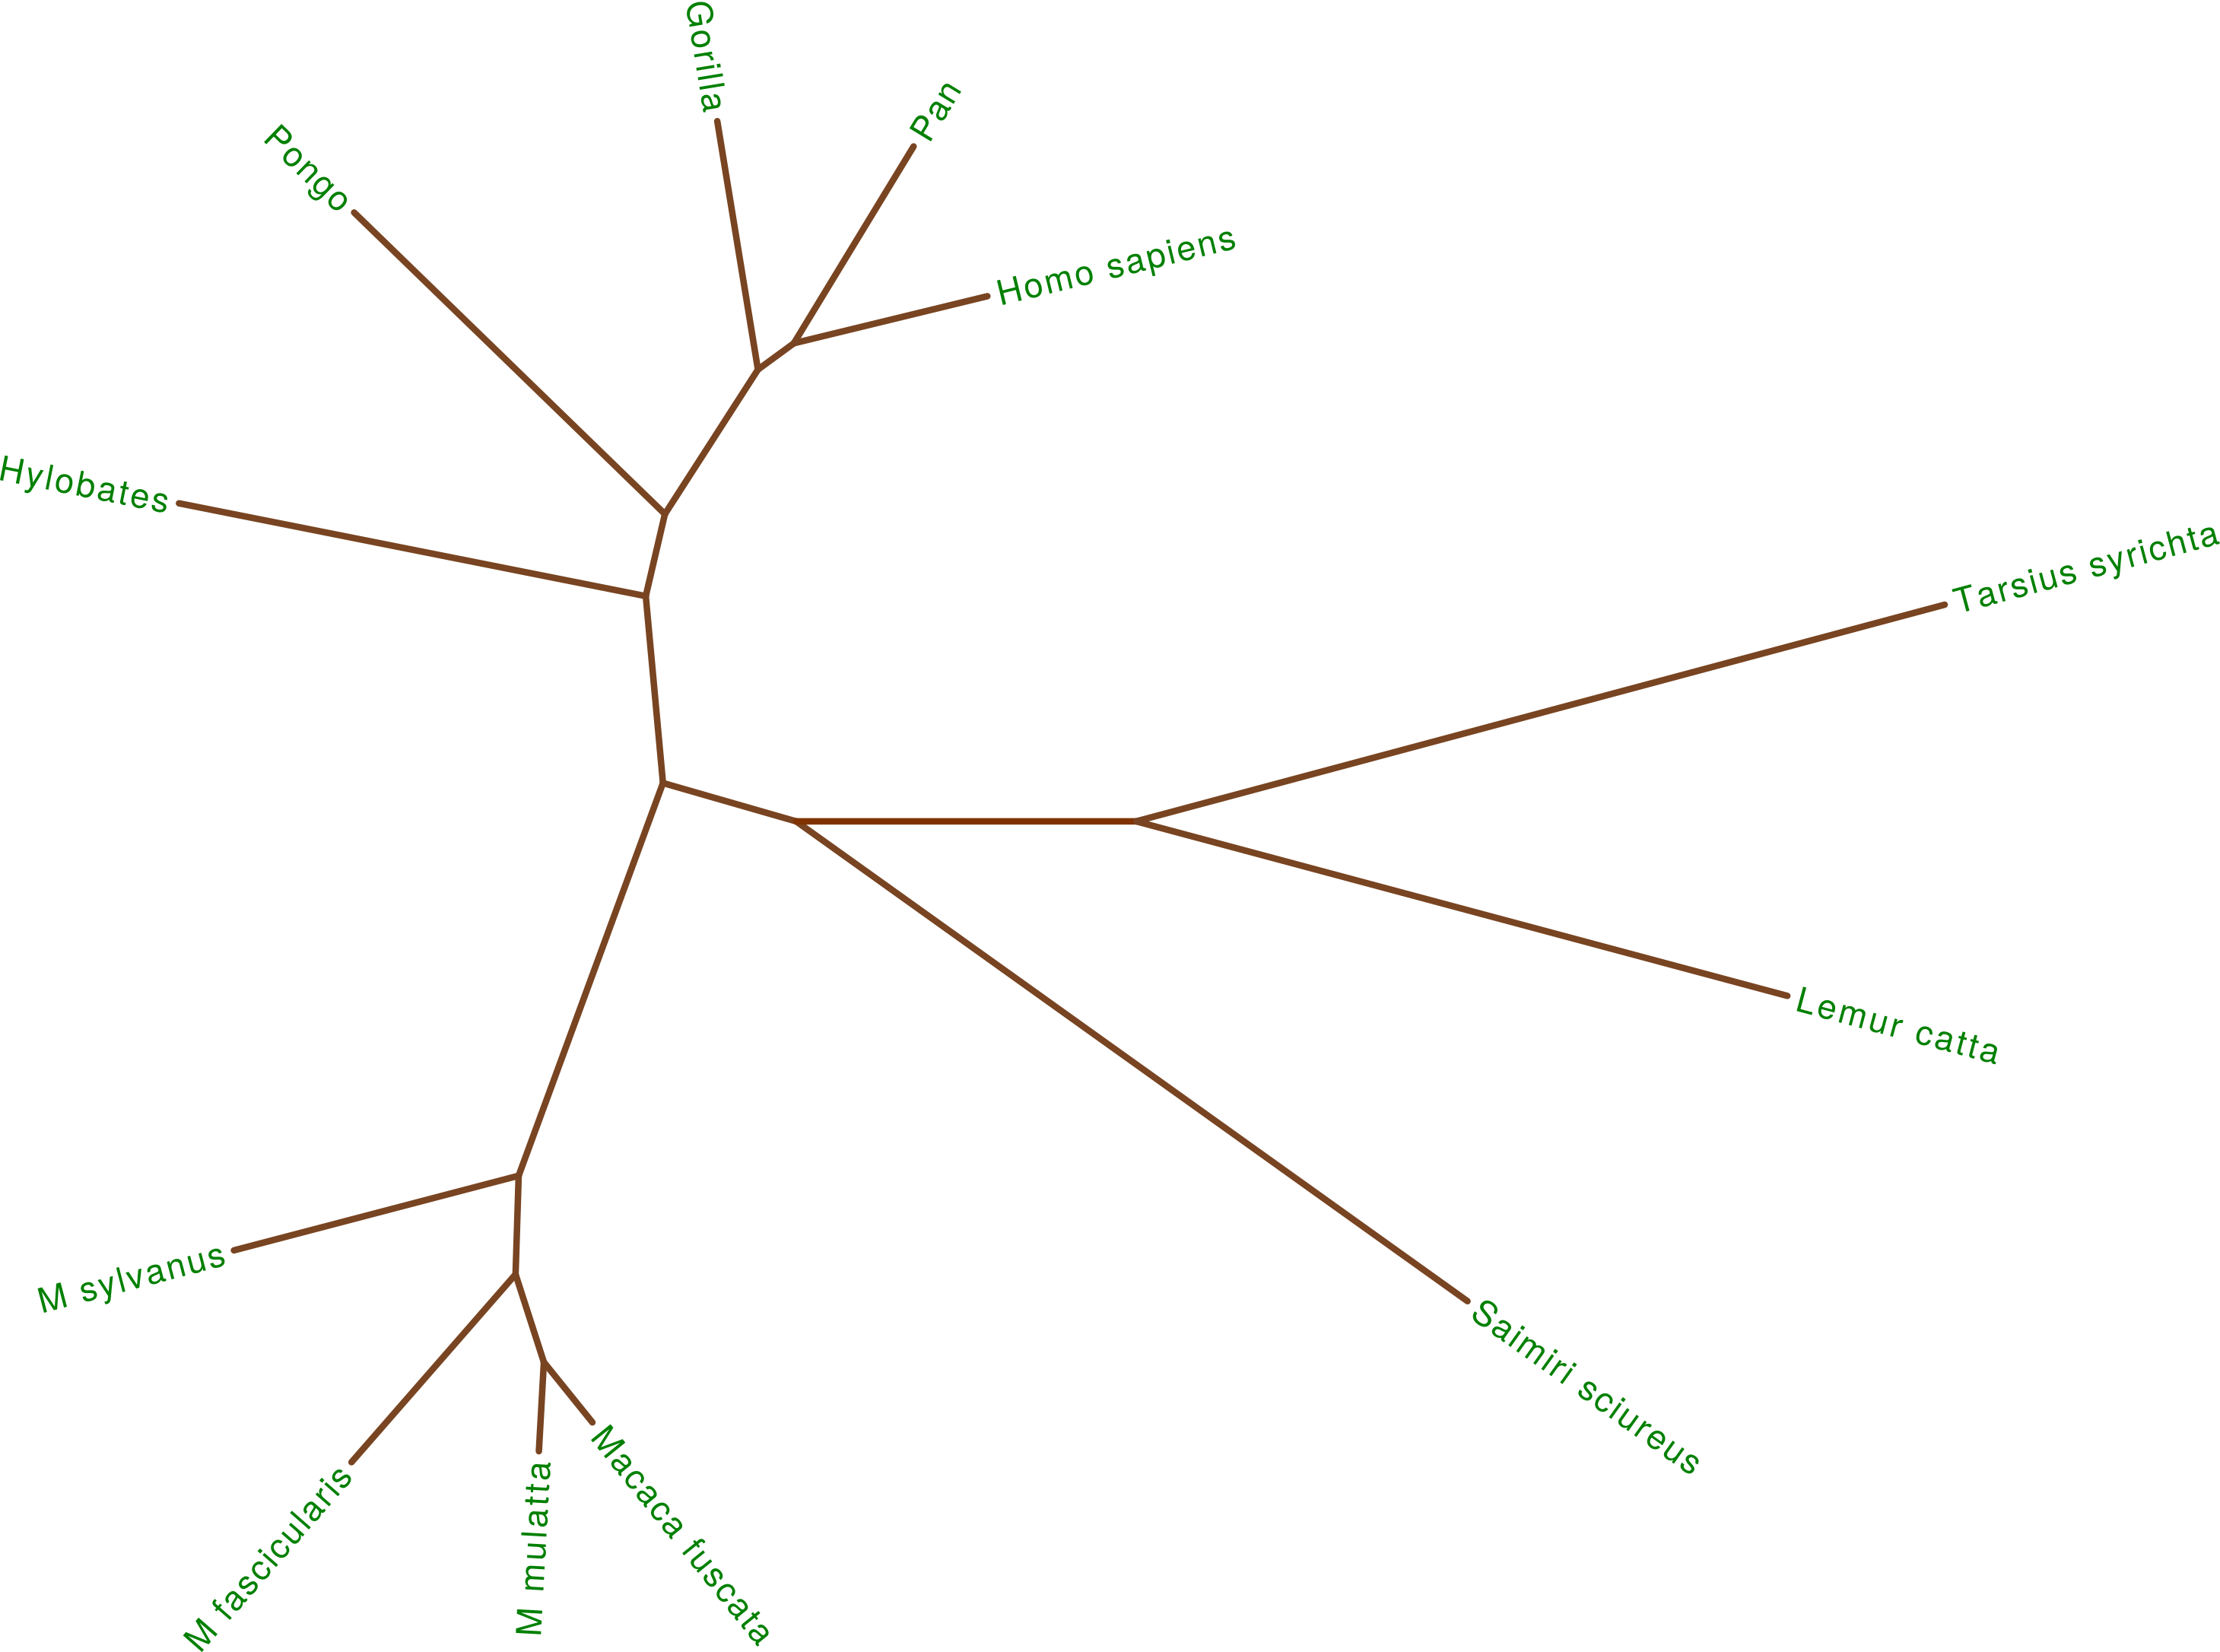 Gorilla
Pan
Pongo
Homo sapiens
Hylobates
Tarsius syrichta
Lemur catta
M sylvanus
Saimiri sciureus
M fascicularis
M mulatta
Macaca fuscata